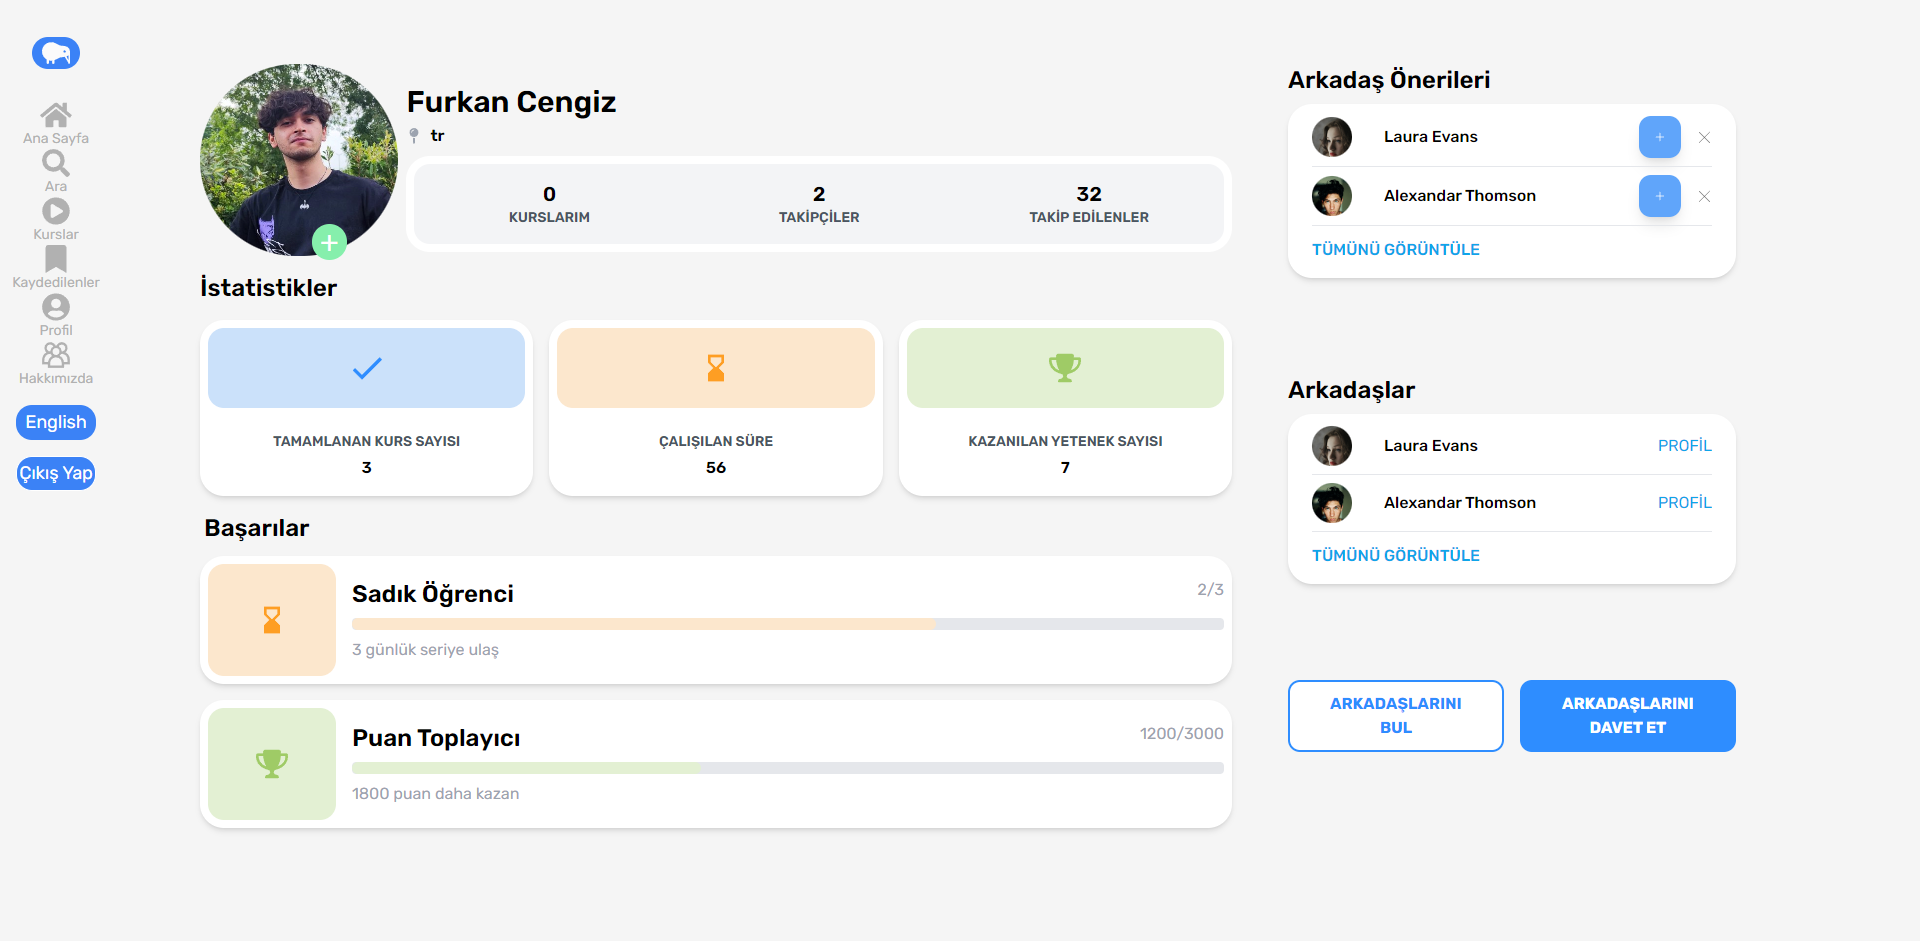 Ana Sayfa
Ara
Kurslar
Kaydedilenler
Profil
Hakkımızda
English
Çıkış Yap
Furkan Cengiz
tr
0
KURSLARIM
2
TAKİPÇİLER
32
TAKİP EDİLENLER
İstatistikler
TAMAMLANAN KURS SAYISI
3
ÇALIŞILAN SÜRE
56
KAZANILAN YETENEK SAYISI
7
Başarılar
Sadık Öğrenci
2/3
3 günlük seriye ulaş
Puan Toplayıcı
1200/3000
1800 puan daha kazan
Arkadaş Önerileri
Laura Evans
Alexandar Thomson
TÜMÜNÜ GÖRÜNTÜLE
Arkadaşlar
Laura Evans
PROFİL
Alexandar Thomson
PROFİL
TÜMÜNÜ GÖRÜNTÜLE
ARKADAŞLARINI
BUL
ARKADAŞLARINI
DAVET ET